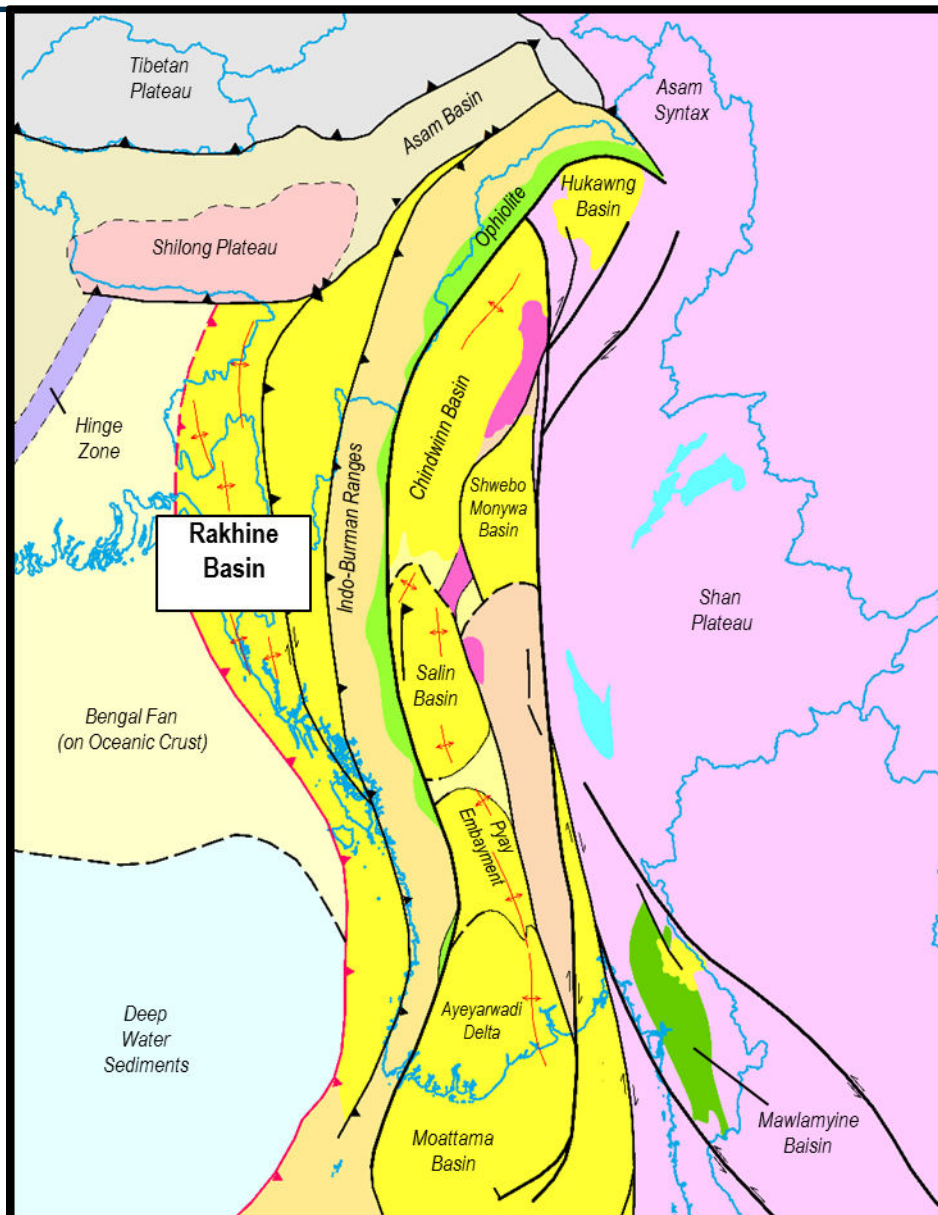 Tibetan
Plateau
Asam Basin
Asam
Syntax
Hukawng
Basin
Ophiolite
Shilong Plateau
Hinge
Zone
Chindwinn Basin
Shwebo
Monywa
Basin
Rakhine
Basin
Indo-Burman Ranges
Shan
Plateau
Salin
Basin
Bengal Fan
(on Oceanic Crust)
Pyay
Embayment
Deep
Water
Sediments
Ayeyarwadi
Delta
Mawlamyine
Baisin
Moattama
Basin